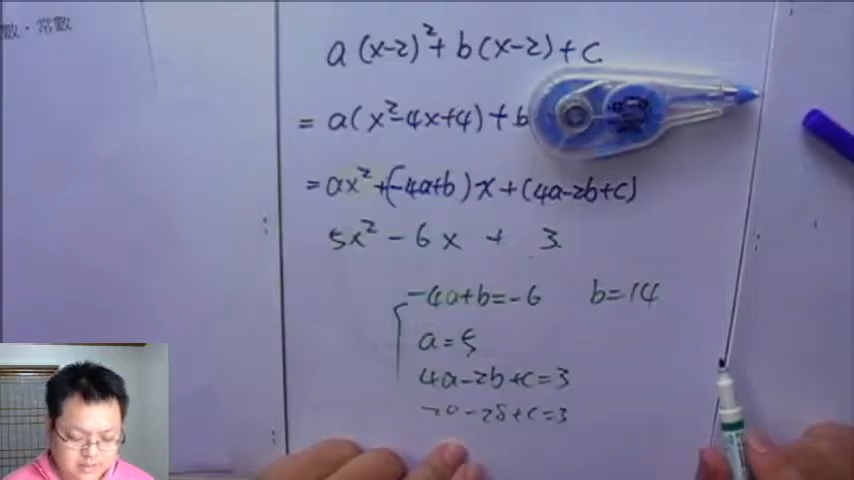 數·常數
a(x-2)²+b(x-2)+c
=a(x²-4x+4)+b
=ax²+(-4a+b)x+(4a-2b+c)
5x²-6x+3
-4a+b=-6 b=14
a=5
4a-2b+c=3
20-28+c=3